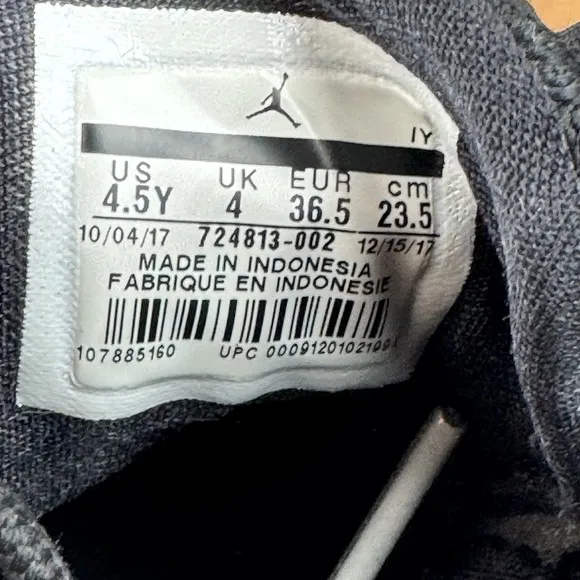 IY
US UK EUR cm
4.5Y 4 36.5 23.5
10/04/17 724813-002 12/15/17
MADE IN INDONESIA
FABRIQUE EN INDONESIE
107885160 UPC